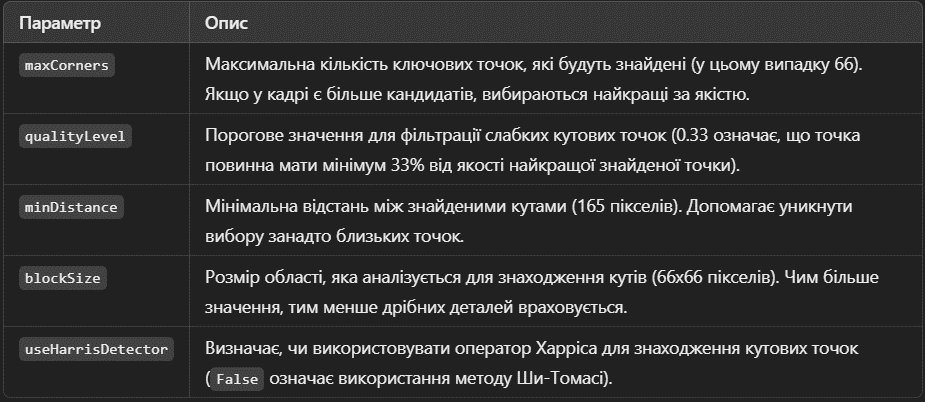 Параметр Опис
maxCorners Максимальна кількість ключових точок, які будуть знайдені (у цьому випадку 66).
Якщо у кадрі є більше кандидатів, вибираються найкращі за якістю.
qualityLevel Порогове значення для фільтрації слабких кутових точок (0.33 означає, що точка
повинна мати мінімум 33% від якості найкращої знайденої точки).
minDistance Мінімальна відстань між знайденими кутами (165 пікселів). Допомагає уникнути
вибору занадто близьких точок.
blockSize Розмір області, яка аналізується для знаходження кутів (66x66 пікселів). Чим більше
значення, тим менше дрібних деталей враховується.
useHarrisDetector Визначає, чи використовувати оператор Харріса для знаходження кутових точок
(False означає використання методу Ши-Томасі).